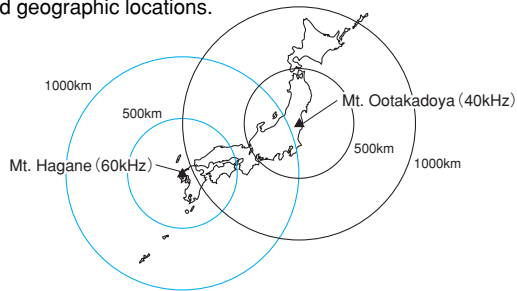 d geographic locations.
1000km
500km
Mt. Ootakadoya (40kHz)
500km
1000km
Mt. Hagane (60kHz)